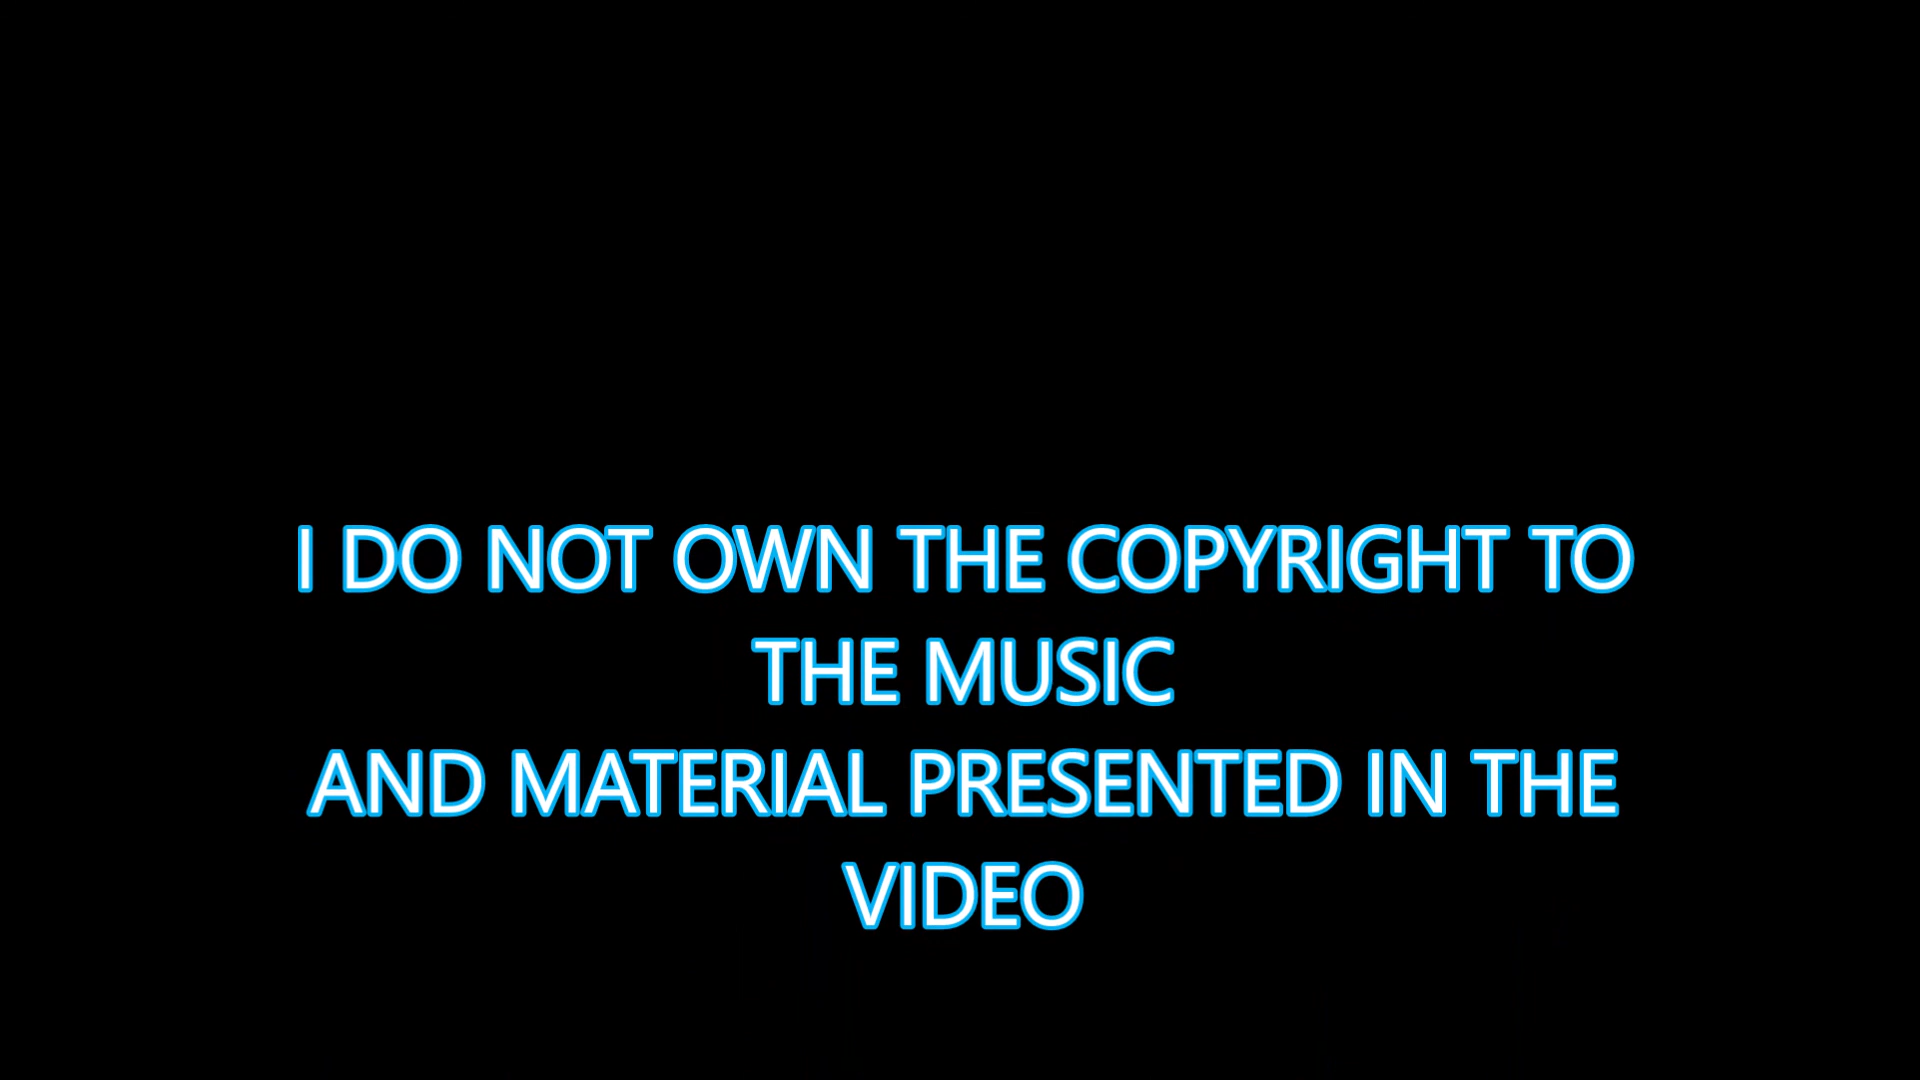 I DO NOT OWN THE COPYRIGHT TO
THE MUSIC
AND MATERIAL PRESENTED IN THE
VIDEO